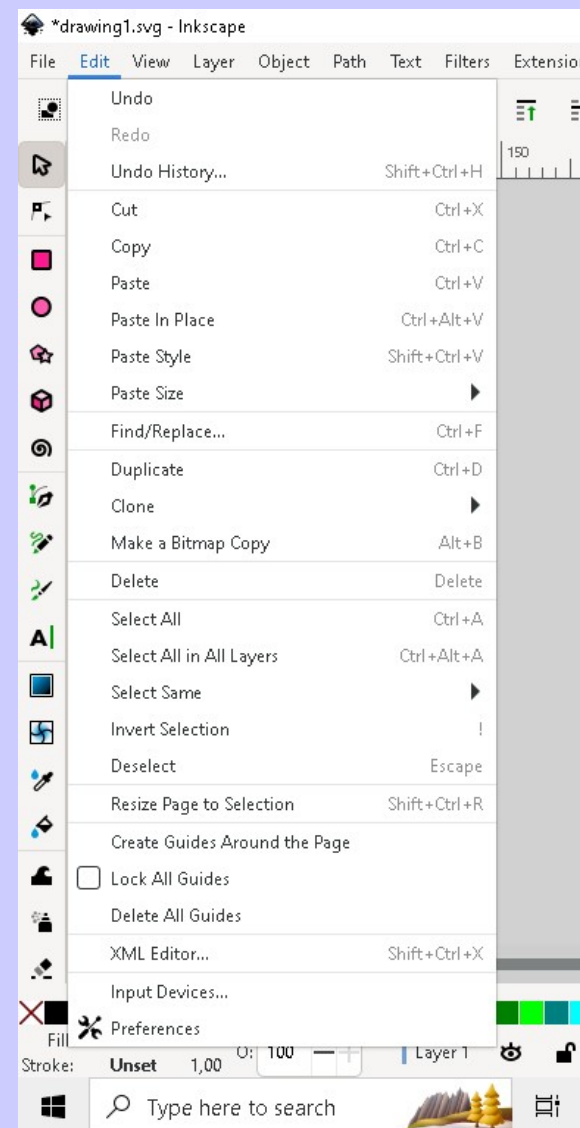 *drawing1.svg - Inkscape
File Edit View Layer Object Path Text Filters Extensio
Undo
Redo
Undo History... Shift+Ctrl+H
150
Cut Ctrl+X
Copy Ctrl+C
Paste Ctrl+V
Paste In Place Ctrl+Alt+V
Paste Style Shift+Ctrl+V
Paste Size
Find/Replace... Ctrl+F
Duplicate Ctrl+D
Clone
Make a Bitmap Copy Alt+B
Delete Delete
Select All Ctrl+A
Select All in All Layers Ctrl+Alt+A
Select Same
Invert Selection !
Deselect Escape
Resize Page to Selection Shift+Ctrl+R
Create Guides Around the Page
Lock All Guides
Delete All Guides
XML Editor... Shift+Ctrl+X
Input Devices...
Preferences
Fill
Stroke: Unset 1,00 O: 100 Layer 1
Type here to search